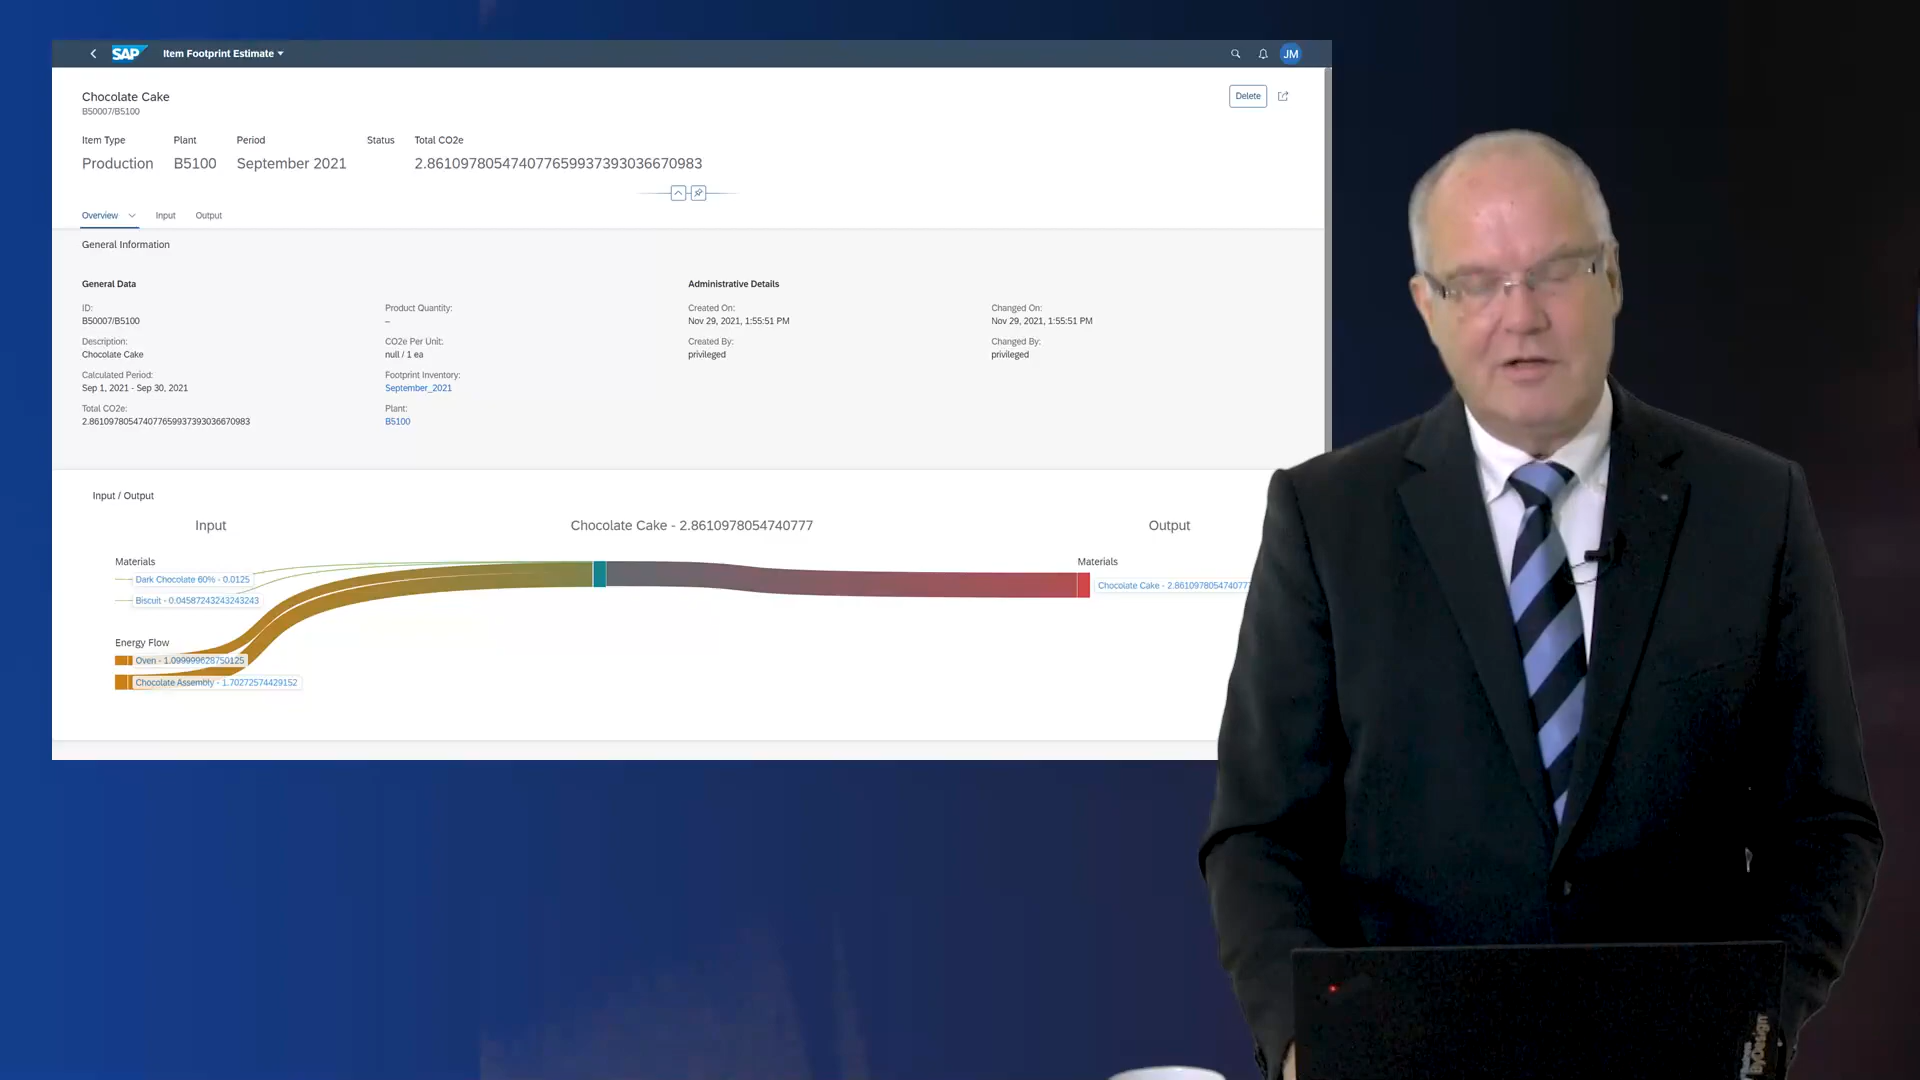 SAP Item Footprint Estimate JM
Chocolate Cake Delete
B50007/B5100
Item Type Plant Period Status Total CO2e
Production B5100 September 2021 2.861097805474077659937393036670983
Overview Input Output
General Information
General Data Administrative Details
ID: Product Quantity: Created On: Changed On:
B50007/B5100 – Nov 29, 2021, 1:55:51 PM Nov 29, 2021, 1:55:51 PM
Description: CO2e Per Unit: Created By: Changed By:
Chocolate Cake null / 1 ea privileged privileged
Calculated Period: Footprint Inventory:
Sep 1, 2021 - Sep 30, 2021 September_2021
Total CO2e: Plant:
2.861097805474077659937393036670983 B5100
Input / Output
Input Chocolate Cake - 2.8610978054740777 Output
Materials Materials
Dark Chocolate 60% - 0.0125
Chocolate Cake - 2.8610978054740777
Biscuit - 0.04587243243243243
Energy Flow
Oven - 1.099999628750125
Chocolate Assembly - 1.70272574429152
ByDesign